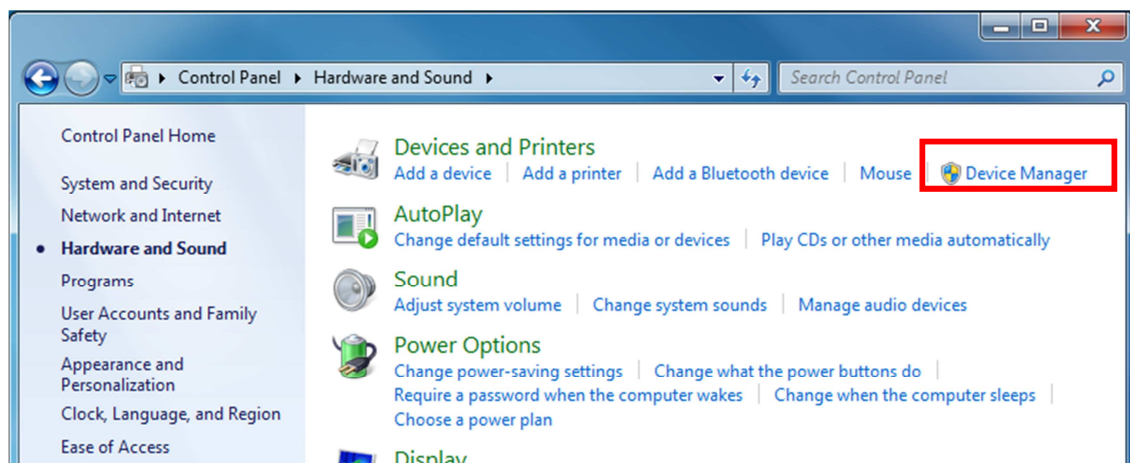 Control Panel ▸ Hardware and Sound ▸
Search Control Panel
Control Panel Home
System and Security
Network and Internet
Hardware and Sound
Programs
User Accounts and Family
Safety
Appearance and
Personalization
Clock, Language, and Region
Ease of Access
Devices and Printers
Add a device | Add a printer | Add a Bluetooth device | Mouse | Device Manager
AutoPlay
Change default settings for media or devices | Play CDs or other media automatically
Sound
Adjust system volume | Change system sounds | Manage audio devices
Power Options
Change power-saving settings | Change what the power buttons do |
Require a password when the computer wakes | Change when the computer sleeps |
Choose a power plan
Display